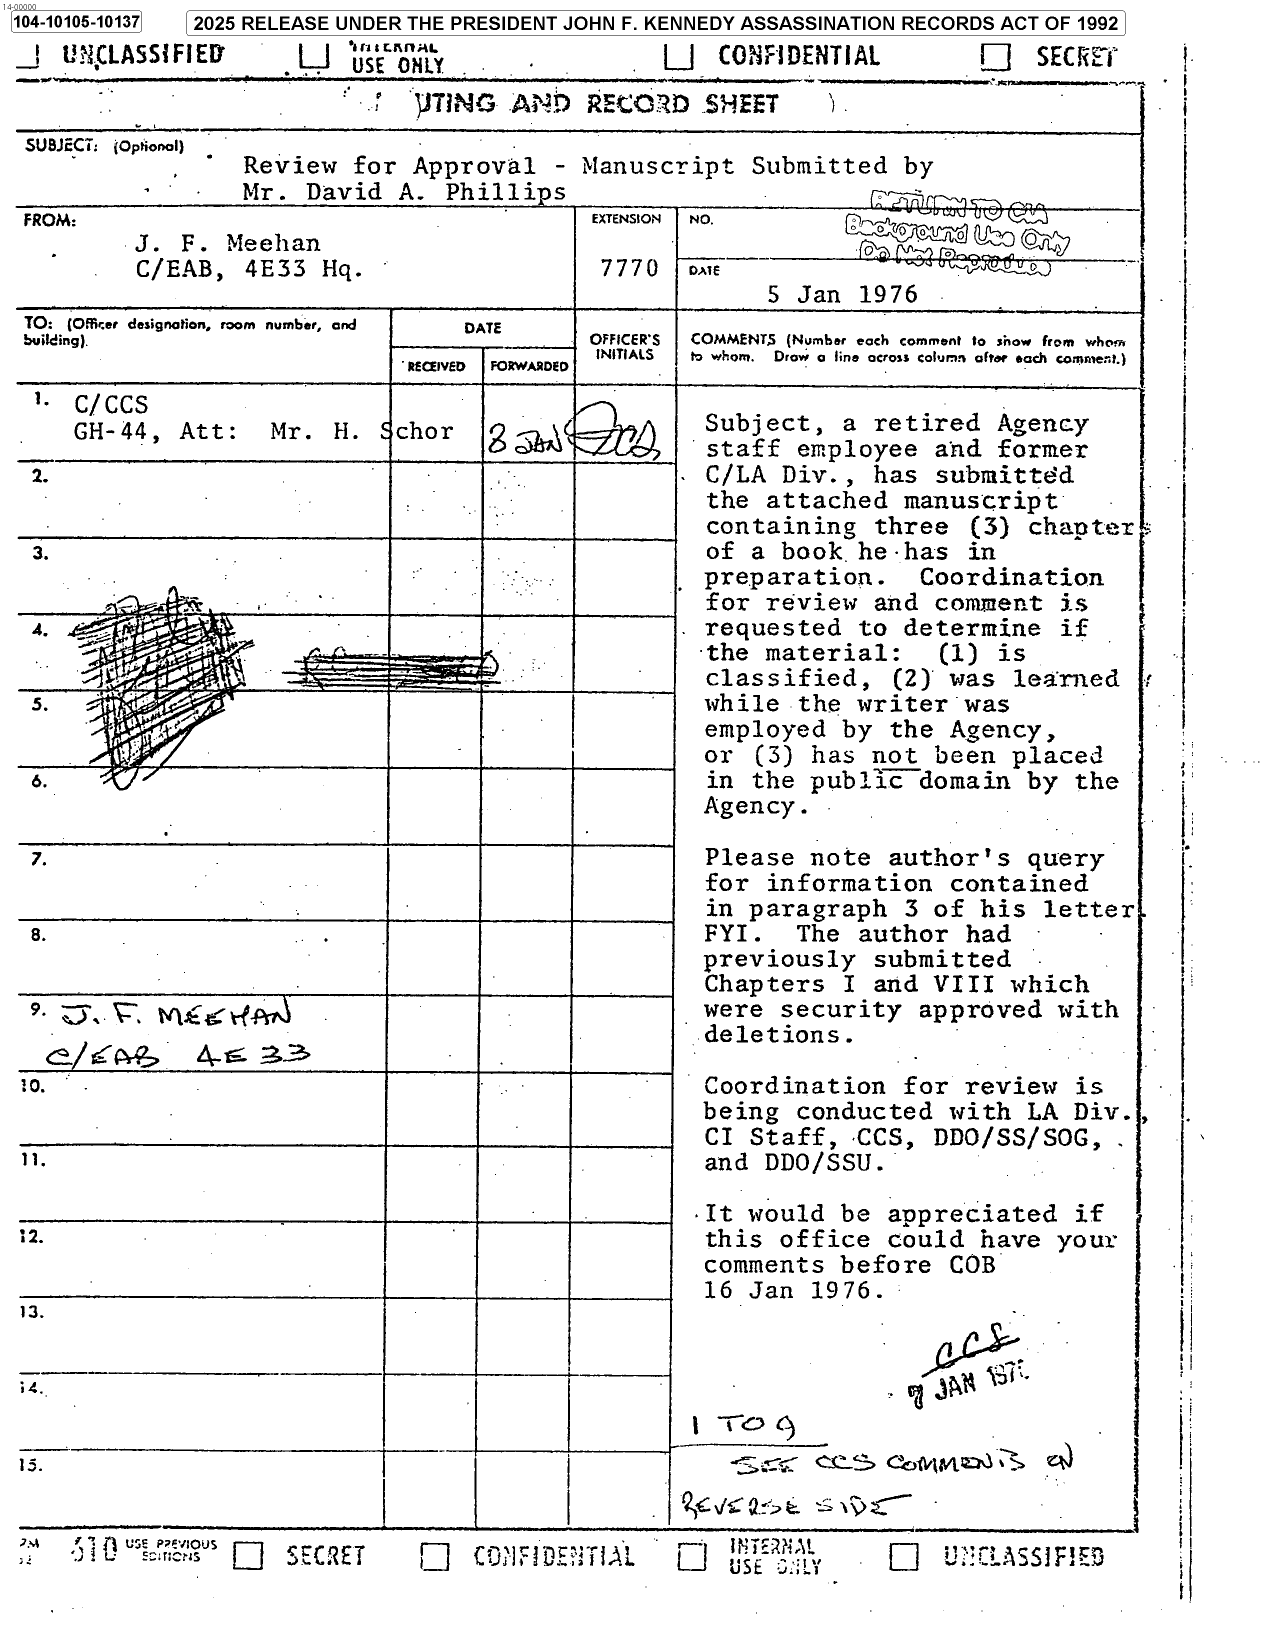 14-00000
104-10105-10137
2025 RELEASE UNDER THE PRESIDENT JOHN F. KENNEDY ASSASSINATION RECORDS ACT OF 1992
UNCLASSIFIED INTERNAL USE ONLY CONFIDENTIAL SECRET
UTING AND RECORD SHEET
SUBJECT: (Optional)
Review for Approval - Manuscript Submitted by
Mr. David A. Phillips
RETURN TO CIA
Background Use Only
Do Not Reproduce
FROM:
J. F. Meehan
C/EAB, 4E33 Hq.
EXTENSION
7770
NO.
DATE
5 Jan 1976
TO: (Officer designation, room number, and
building)
DATE
RECEIVED FORWARDED
OFFICER'S
INITIALS
COMMENTS (Number each comment to show from whom
to whom. Draw a line across column after each comment.)
1. C/CCS
GH-44, Att: Mr. H. Schor 8 JAN
2.
3.
4.
5.
6.
7.
8.
9. J. F. MEEHAN
C/EAB 4E33
10.
11.
12.
13.
14.
15.
Subject, a retired Agency
staff employee and former
C/LA Div., has submitted
the attached manuscript
containing three (3) chapters
of a book he has in
preparation. Coordination
for review and comment is
requested to determine if
the material: (1) is
classified, (2) was learned
while the writer was
employed by the Agency,
or (3) has not been placed
in the public domain by the
Agency.
Please note author's query
for information contained
in paragraph 3 of his letter
FYI. The author had
previously submitted
Chapters I and VIII which
were security approved with
deletions.
Coordination for review is
being conducted with LA Div.,
CI Staff, CCS, DDO/SS/SOG,
and DDO/SSU.
It would be appreciated if
this office could have your
comments before COB
16 Jan 1976.
CCS
7 JAN 197
1 TO 9
SEE CCS COMMENTS ON
REVERSE SIDE
610 USE PREVIOUS
EDITIONS
SECRET CONFIDENTIAL INTERNAL USE ONLY UNCLASSIFIED